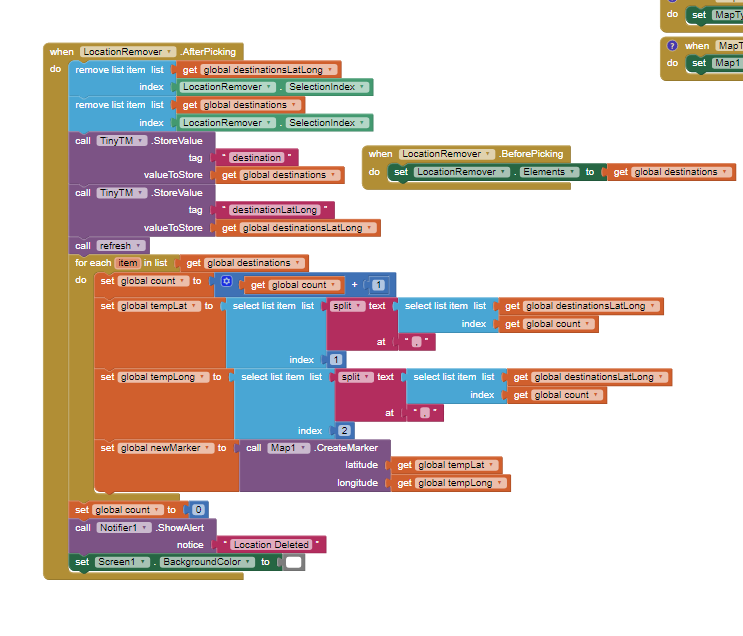 do set MapTy
? when MapT
do set Map1
when LocationRemover .AfterPicking
do remove list item list get global destinationsLatLong
index LocationRemover . SelectionIndex
remove list item list get global destinations
index LocationRemover . SelectionIndex
call TinyTM .StoreValue
tag " destination "
valueToStore get global destinations
call TinyTM .StoreValue
tag " destinationLatLong "
valueToStore get global destinationsLatLong
call refresh
for each item in list get global destinations
do set global count to get global count + 1
set global tempLat to select list item list split text select list item list get global destinationsLatLong
index get global count
at " , "
index 1
set global tempLong to select list item list split text select list item list get global destinationsLatLong
index get global count
at " , "
index 2
set global newMarker to call Map1 .CreateMarker
latitude get global tempLat
longitude get global tempLong
set global count to 0
call Notifier1 .ShowAlert
notice " Location Deleted "
set Screen1 . BackgroundColor to
when LocationRemover .BeforePicking
do set LocationRemover . Elements to get global destinations